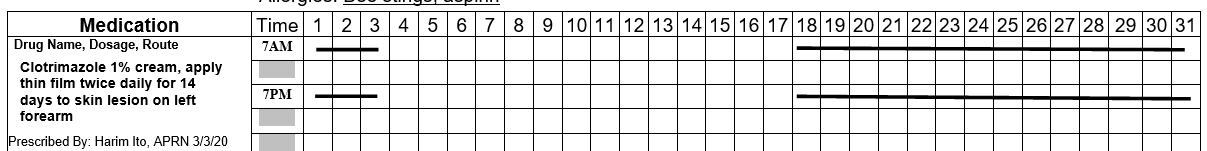 Allergies: Bee stings, aspirin
Medication Time 1 2 3 4 5 6 7 8 9 10 11 12 13 14 15 16 17 18 19 20 21 22 23 24 25 26 27 28 29 30 31
Drug Name, Dosage, Route 7AM
Clotrimazole 1% cream, apply
thin film twice daily for 14
days to skin lesion on left 7PM
forearm
Prescribed By: Harim Ito, APRN 3/3/20